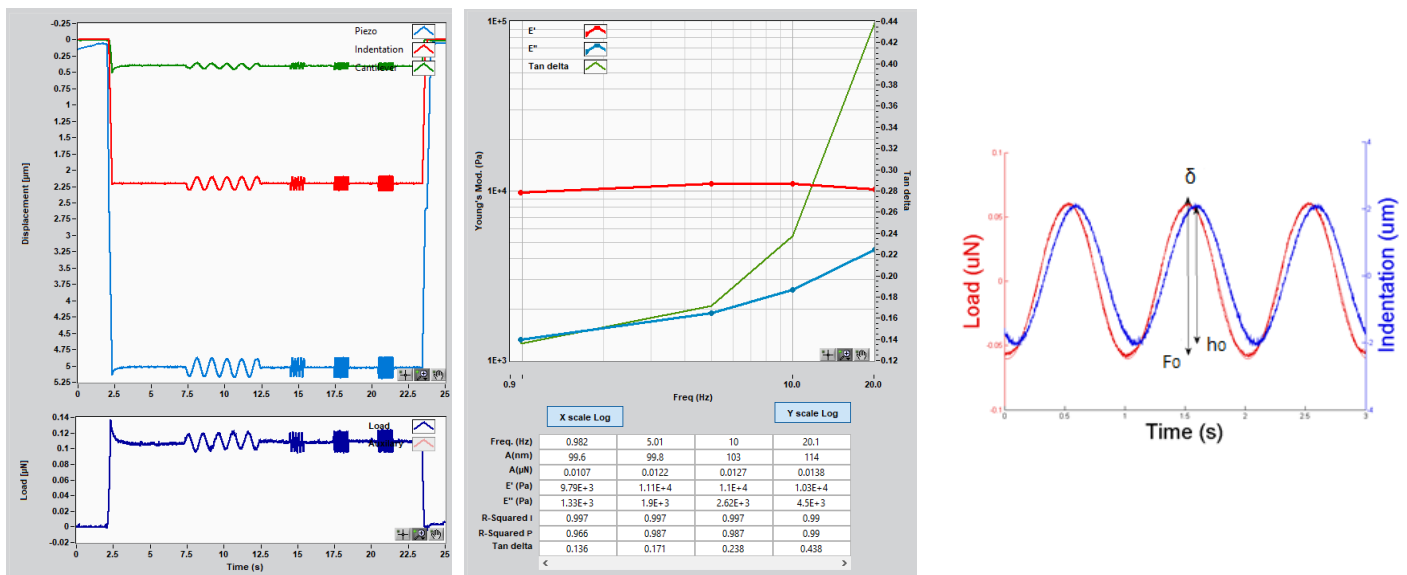 Piezo
Indentation
Cantilever
-0.25
0
0.25
0.5
0.75
1
1.25
1.5
1.75
2
2.25
2.5
2.75
3
3.25
3.5
3.75
4
4.25
4.5
4.75
5
5.25
Displacement [µm]
0 2.5 5 7.5 10 12.5 15 17.5 20 22.5 25
Load
0.14
0.12
0.1
0.08
0.06
0.04
0.02
0
-0.02
Load [µN]
0 2.5 5 7.5 10 12.5 15 17.5 20 22.5 25
Time (s)
E'
E''
Tan delta
1E+5
1E+4
1E+3
Young's Mod. (Pa)
0.44
0.42
0.40
0.38
0.36
0.34
0.32
0.30
0.28
0.26
0.24
0.22
0.20
0.18
0.16
0.14
0.12
Tan delta
0.9 10.0 20.0
Freq (Hz)
X scale Log
Y scale Log
Freq. (Hz) 0.982 5.01 10 20.1
A(nm) 99.6 99.8 103 114
A(µN) 0.0107 0.0122 0.0127 0.0138
E' (Pa) 9.79E+3 1.11E+4 1.1E+4 1.03E+4
E'' (Pa) 1.33E+3 1.9E+3 2.62E+3 4.5E+3
R-Squared I 0.997 0.997 0.997 0.99
R-Squared P 0.966 0.987 0.987 0.99
Tan delta 0.136 0.171 0.238 0.438
0.1
0.05
0
-0.05
-0.1
Load (uN)
δ
Fo
ho
-4
-2
0
2
4
Indentation (um)
0 0.5 1 1.5 2 2.5 3
Time (s)